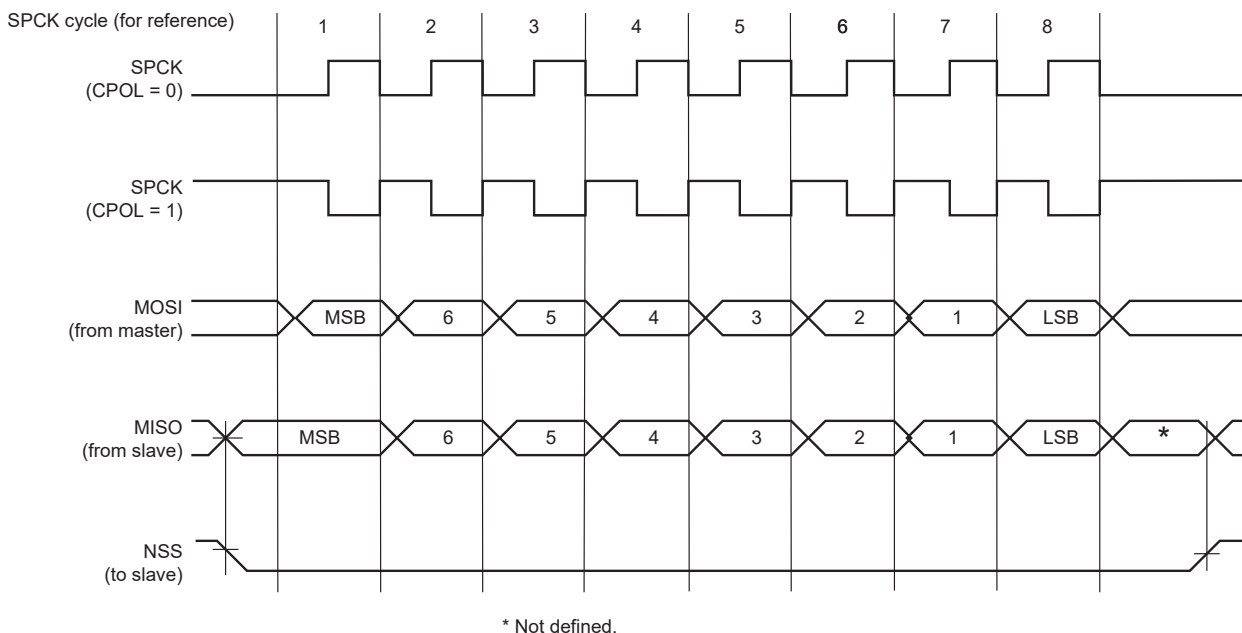 SPCK cycle (for reference)
1 2 3 4 5 6 7 8
SPCK
(CPOL = 0)
SPCK
(CPOL = 1)
MOSI
(from master)
MSB 6 5 4 3 2 1 LSB
MISO
(from slave)
MSB 6 5 4 3 2 1 LSB *
NSS
(to slave)
* Not defined.